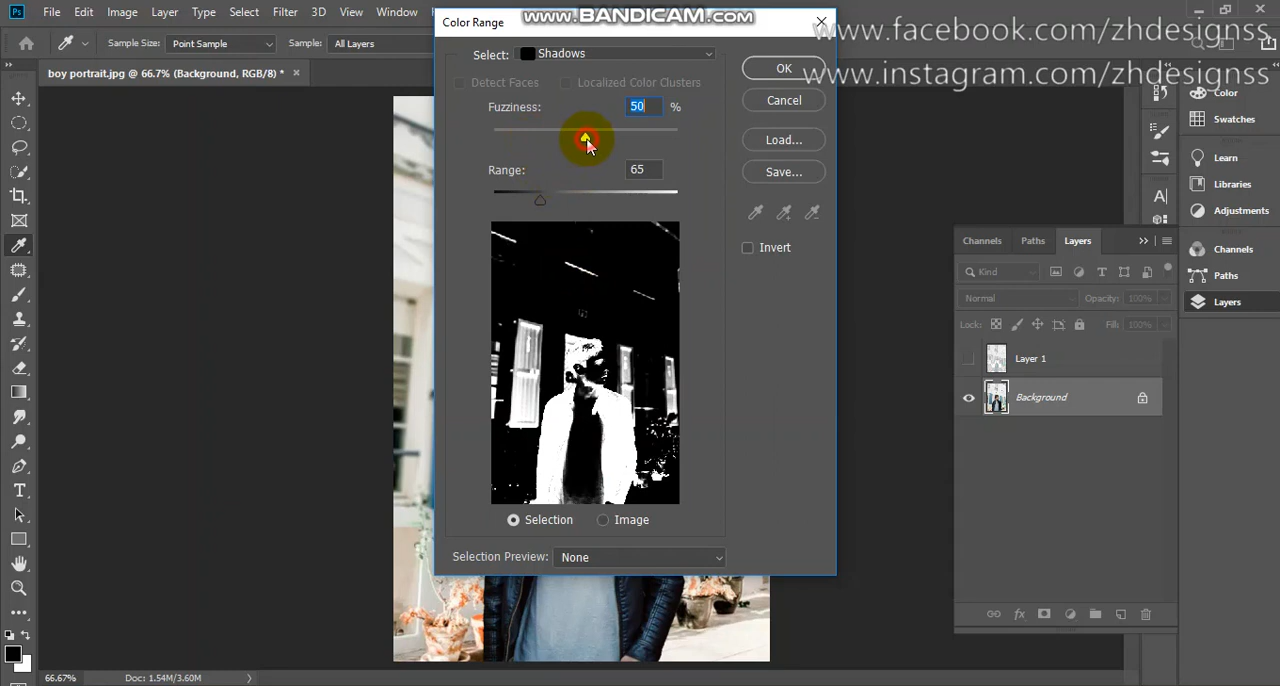 Ps File Edit Image Layer Type Select Filter 3D View Window
Color Range
www.BANDICAM.com
www.facebook.com/zhdesignss
www.instagram.com/zhdesignss
Sample Size: Point Sample Sample: All Layers
boy portrait.jpg @ 66.7% (Background, RGB/8) *
Select: Shadows
Detect Faces Localized Color Clusters
Fuzziness: 50 %
Range: 65
OK
Cancel
Load...
Save...
Invert
Selection Image
Selection Preview: None
Color
Swatches
Learn
Libraries
Adjustments
Channels
Paths
Layers
Channels Paths Layers
Kind
Normal Opacity: 100%
Lock: Fill: 100%
Layer 1
Background
66.67% Doc: 1.54M/3.60M